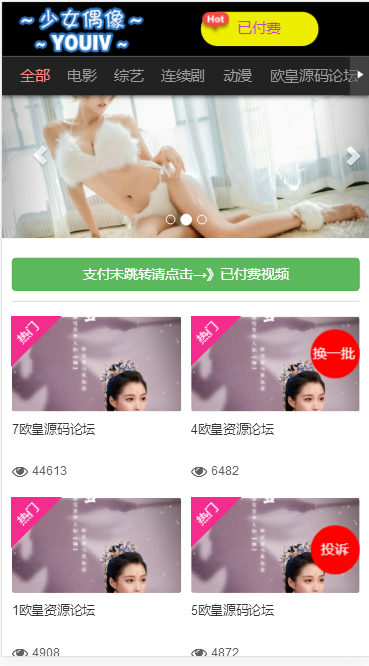 ~少女偶像~
~YOUIV~
Hot
已付费
全部 电影 综艺 连续剧 动漫 欧皇源码论坛
支付未跳转请点击→》已付费视频
热门
热门
换一批
7欧皇源码论坛
4欧皇资源论坛
44613
6482
热门
热门
投诉
1欧皇资源论坛
5欧皇源码论坛
4908
4872